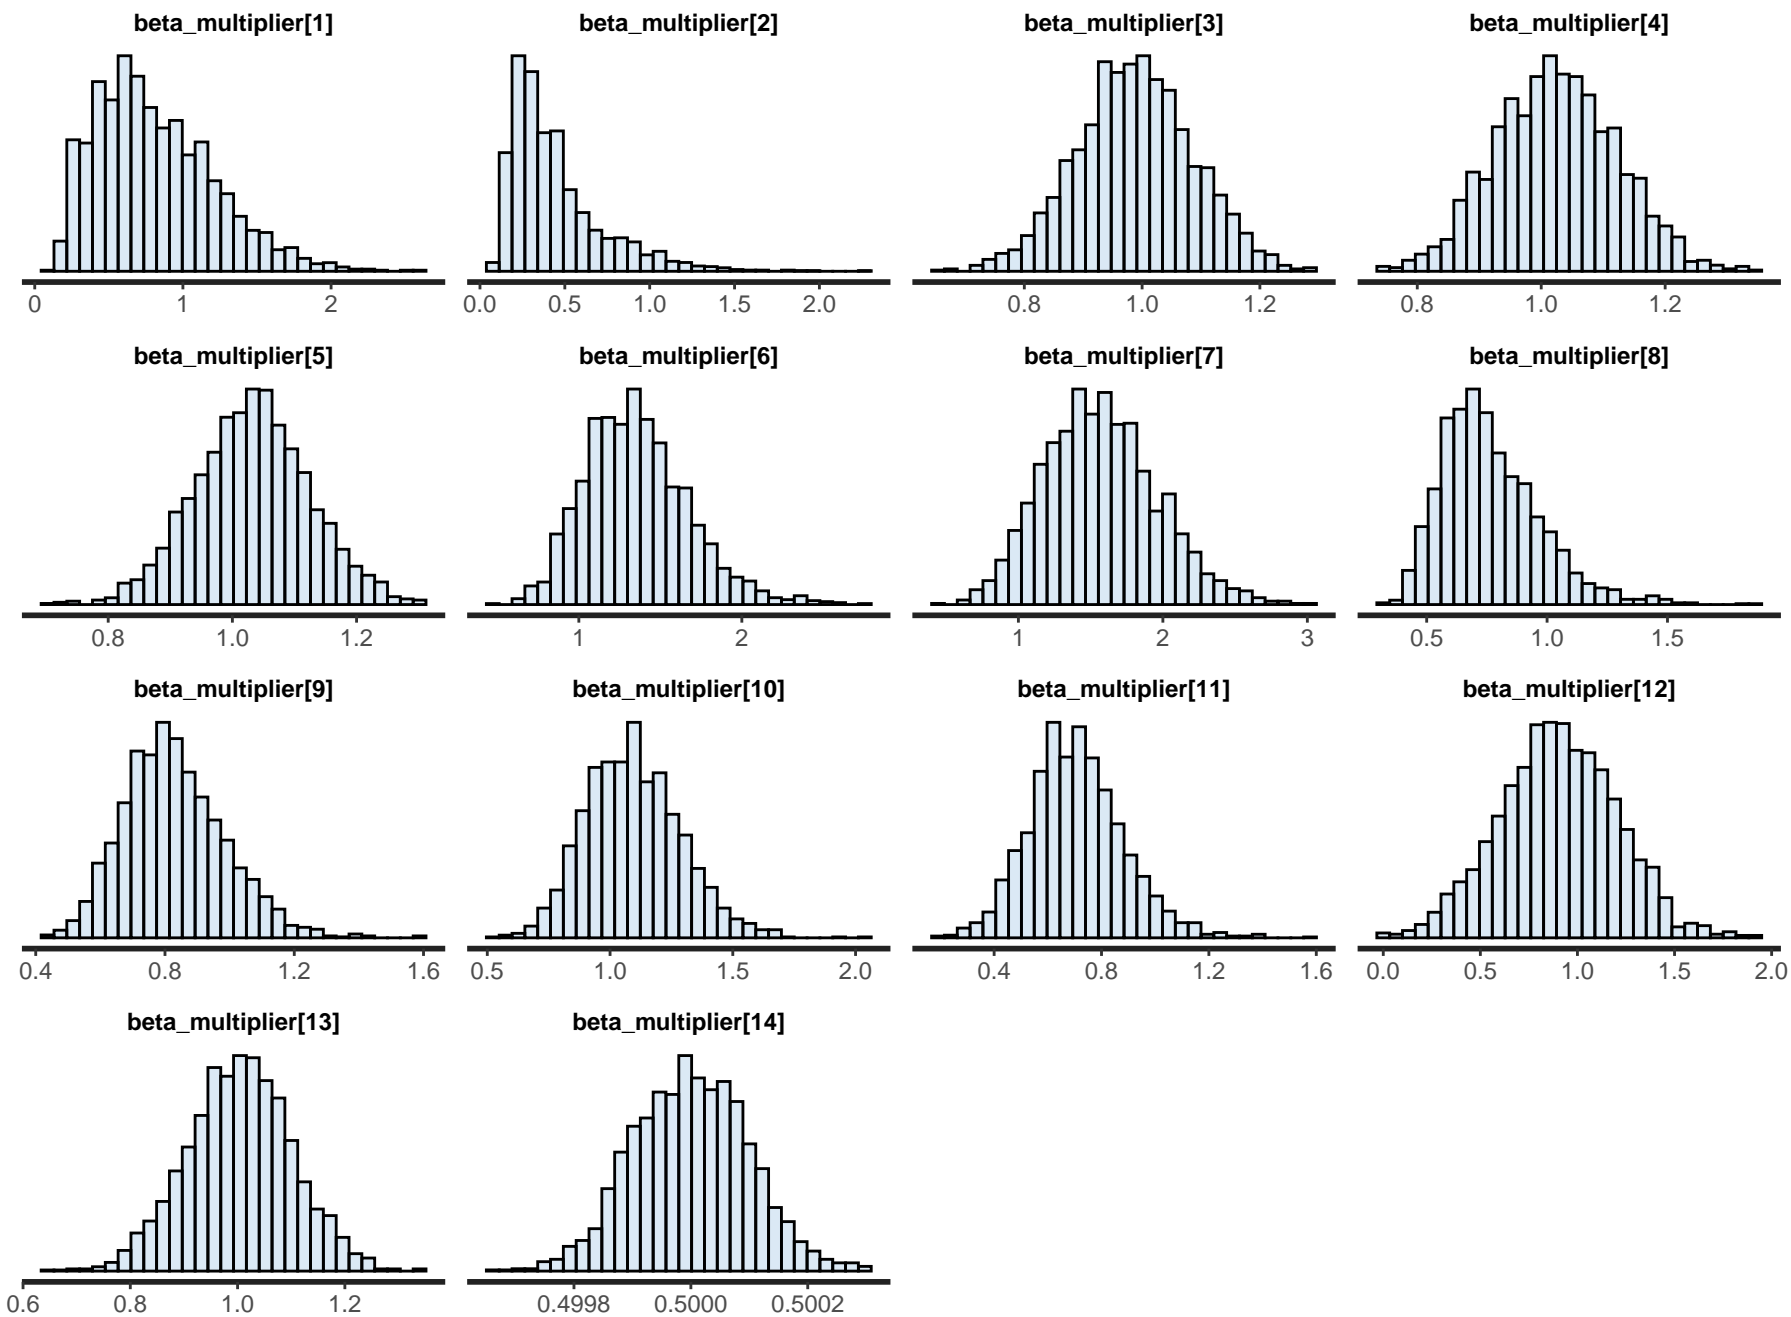 beta_multiplier[1] beta_multiplier[2] beta_multiplier[3] beta_multiplier[4]
0 1 2 0.0 0.5 1.0 1.5 2.0 0.8 1.0 1.2 0.8 1.0 1.2
beta_multiplier[5] beta_multiplier[6] beta_multiplier[7] beta_multiplier[8]
0.8 1.0 1.2 1 2 1 2 3 0.5 1.0 1.5
beta_multiplier[9] beta_multiplier[10] beta_multiplier[11] beta_multiplier[12]
0.4 0.8 1.2 1.6 0.5 1.0 1.5 2.0 0.4 0.8 1.2 1.6 0.0 0.5 1.0 1.5 2.0
beta_multiplier[13] beta_multiplier[14]
0.6 0.8 1.0 1.2 0.4998 0.5000 0.5002